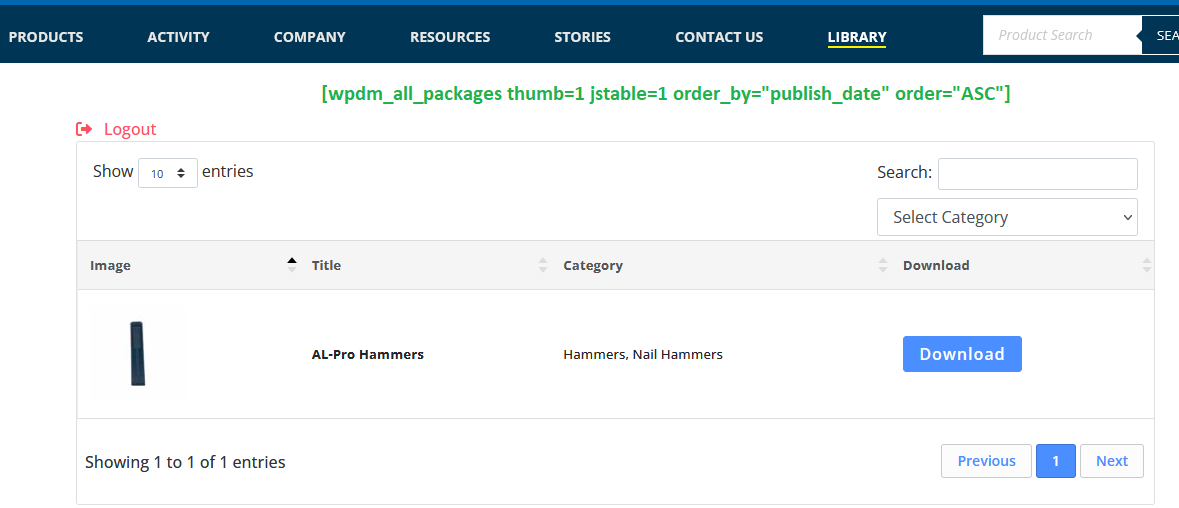 PRODUCTS ACTIVITY COMPANY RESOURCES STORIES CONTACT US LIBRARY Product Search SEA
[wpdm_all_packages thumb=1 jstable=1 order_by="publish_date" order="ASC"]
Logout
Show 10 entries Search:
Select Category
Image Title Category Download
AL-Pro Hammers Hammers, Nail Hammers Download
Showing 1 to 1 of 1 entries Previous 1 Next